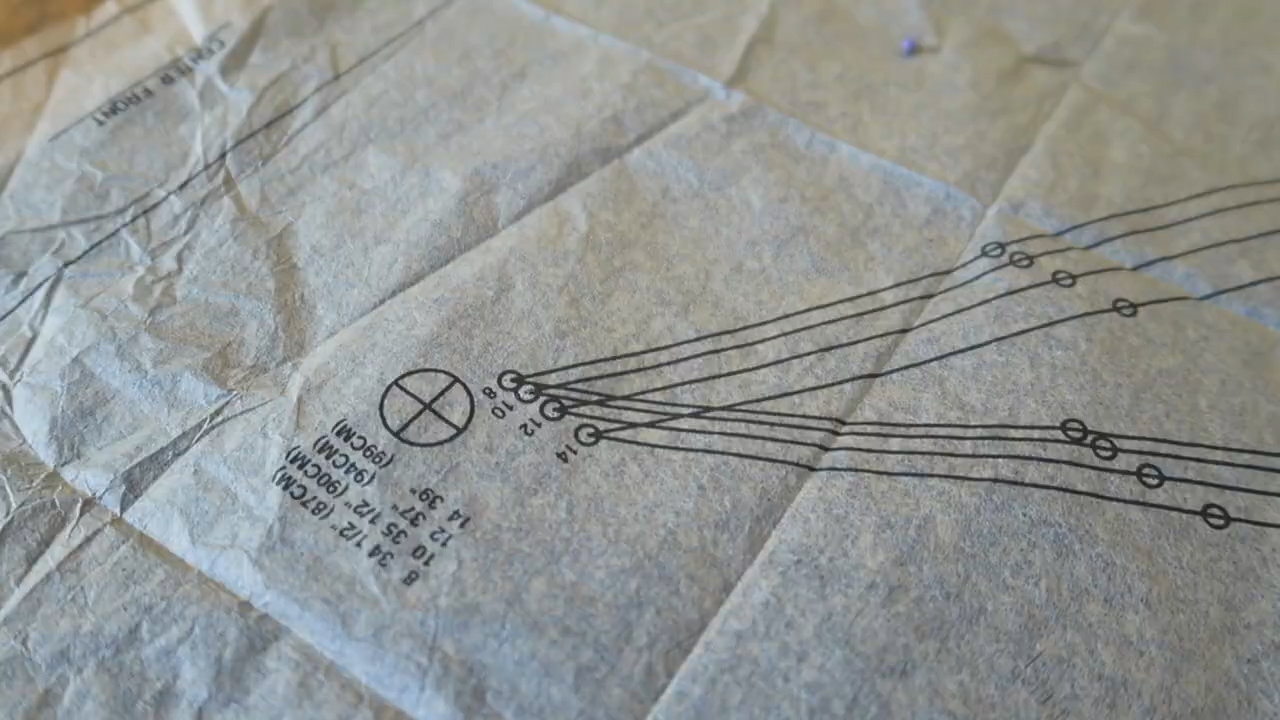 CENTER FRONT
8
10
12
14
8 34 1/2" (87CM)
10 35 1/2" (90CM)
12 37" (94CM)
14 39" (99CM)